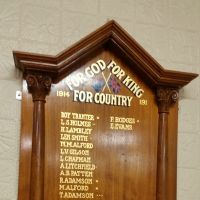 FOR GOD, FOR KING
1914 191
FOR COUNTRY
ROY TRANTER
L.S HOLMES
H. LAMBLEY
LEN SMITH
W.M. ALFORD
L.V GILSON
L. CHAPMAN
A. LITCHFIELD
A.B. PATTEN
R. ADAMSON
M. ALFORD
T. ADAMSON
F. HODGES
E. EVANS